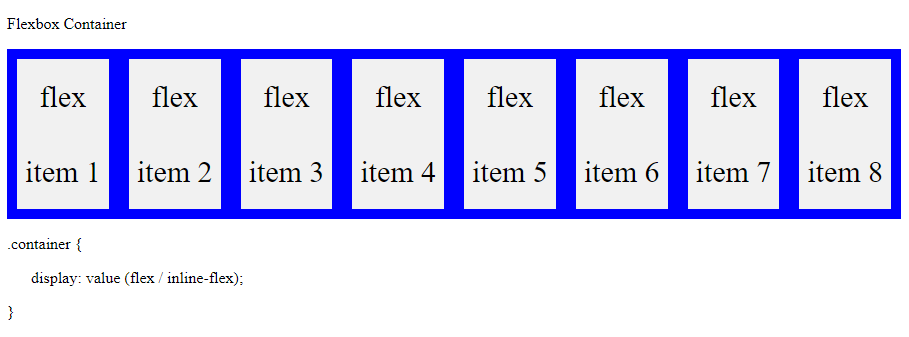 Flexbox Container
flex flex flex flex flex flex flex flex
item 1 item 2 item 3 item 4 item 5 item 6 item 7 item 8
.container {
display: value (flex / inline-flex);
}